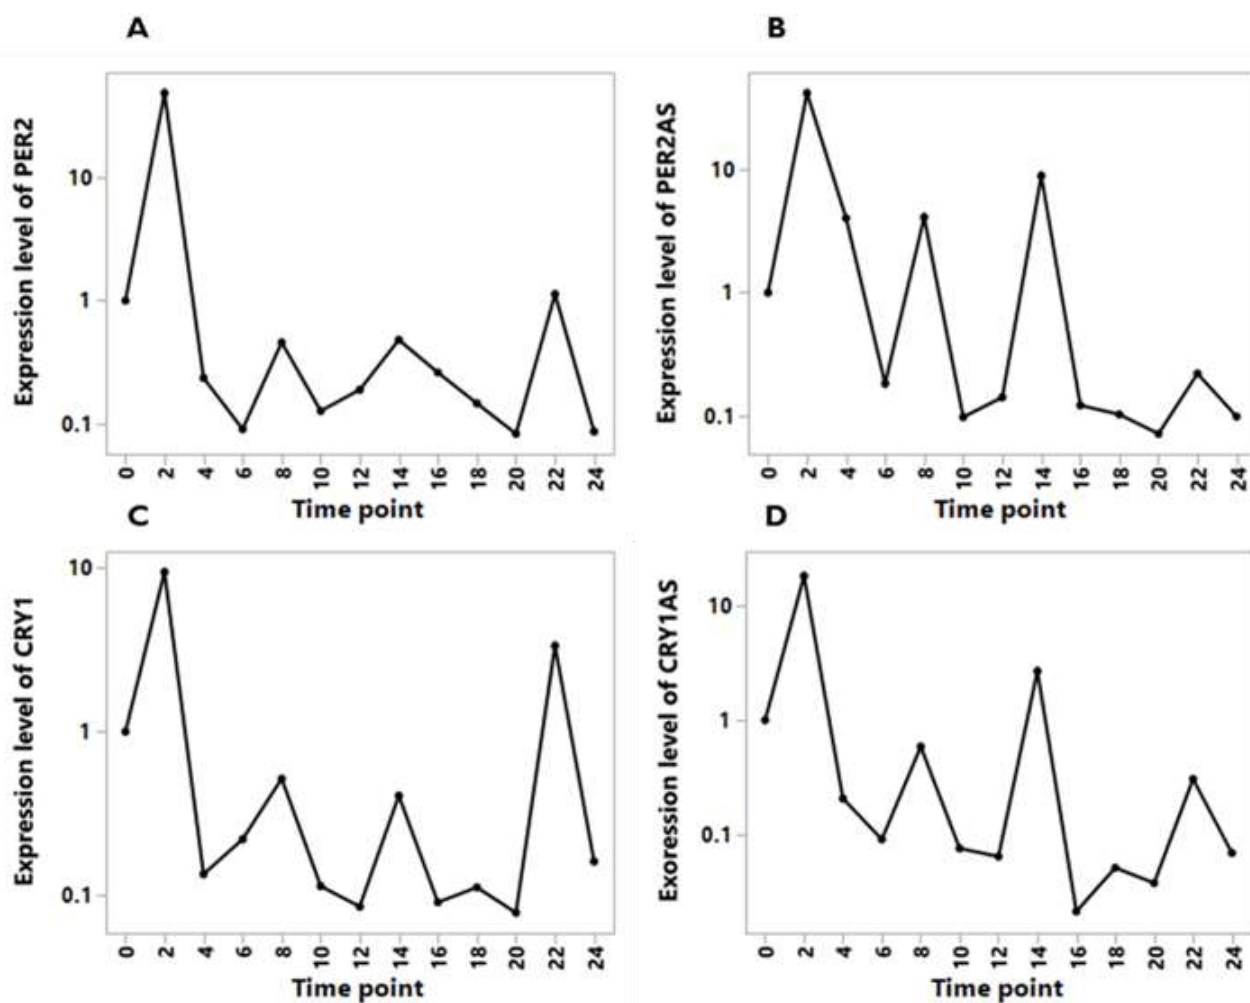 A
B
Expression level of PER2
10
1
0.1
0 2 4 6 8 10 12 14 16 18 20 22 24
Time point
Expression level of PER2AS
10
1
0.1
0 2 4 6 8 10 12 14 16 18 20 22 24
Time point
C
D
Expression level of CRY1
10
1
0.1
0 2 4 6 8 10 12 14 16 18 20 22 24
Time point
Exoression level of CRY1AS
10
1
0.1
0 2 4 6 8 10 12 14 16 18 20 22 24
Time point